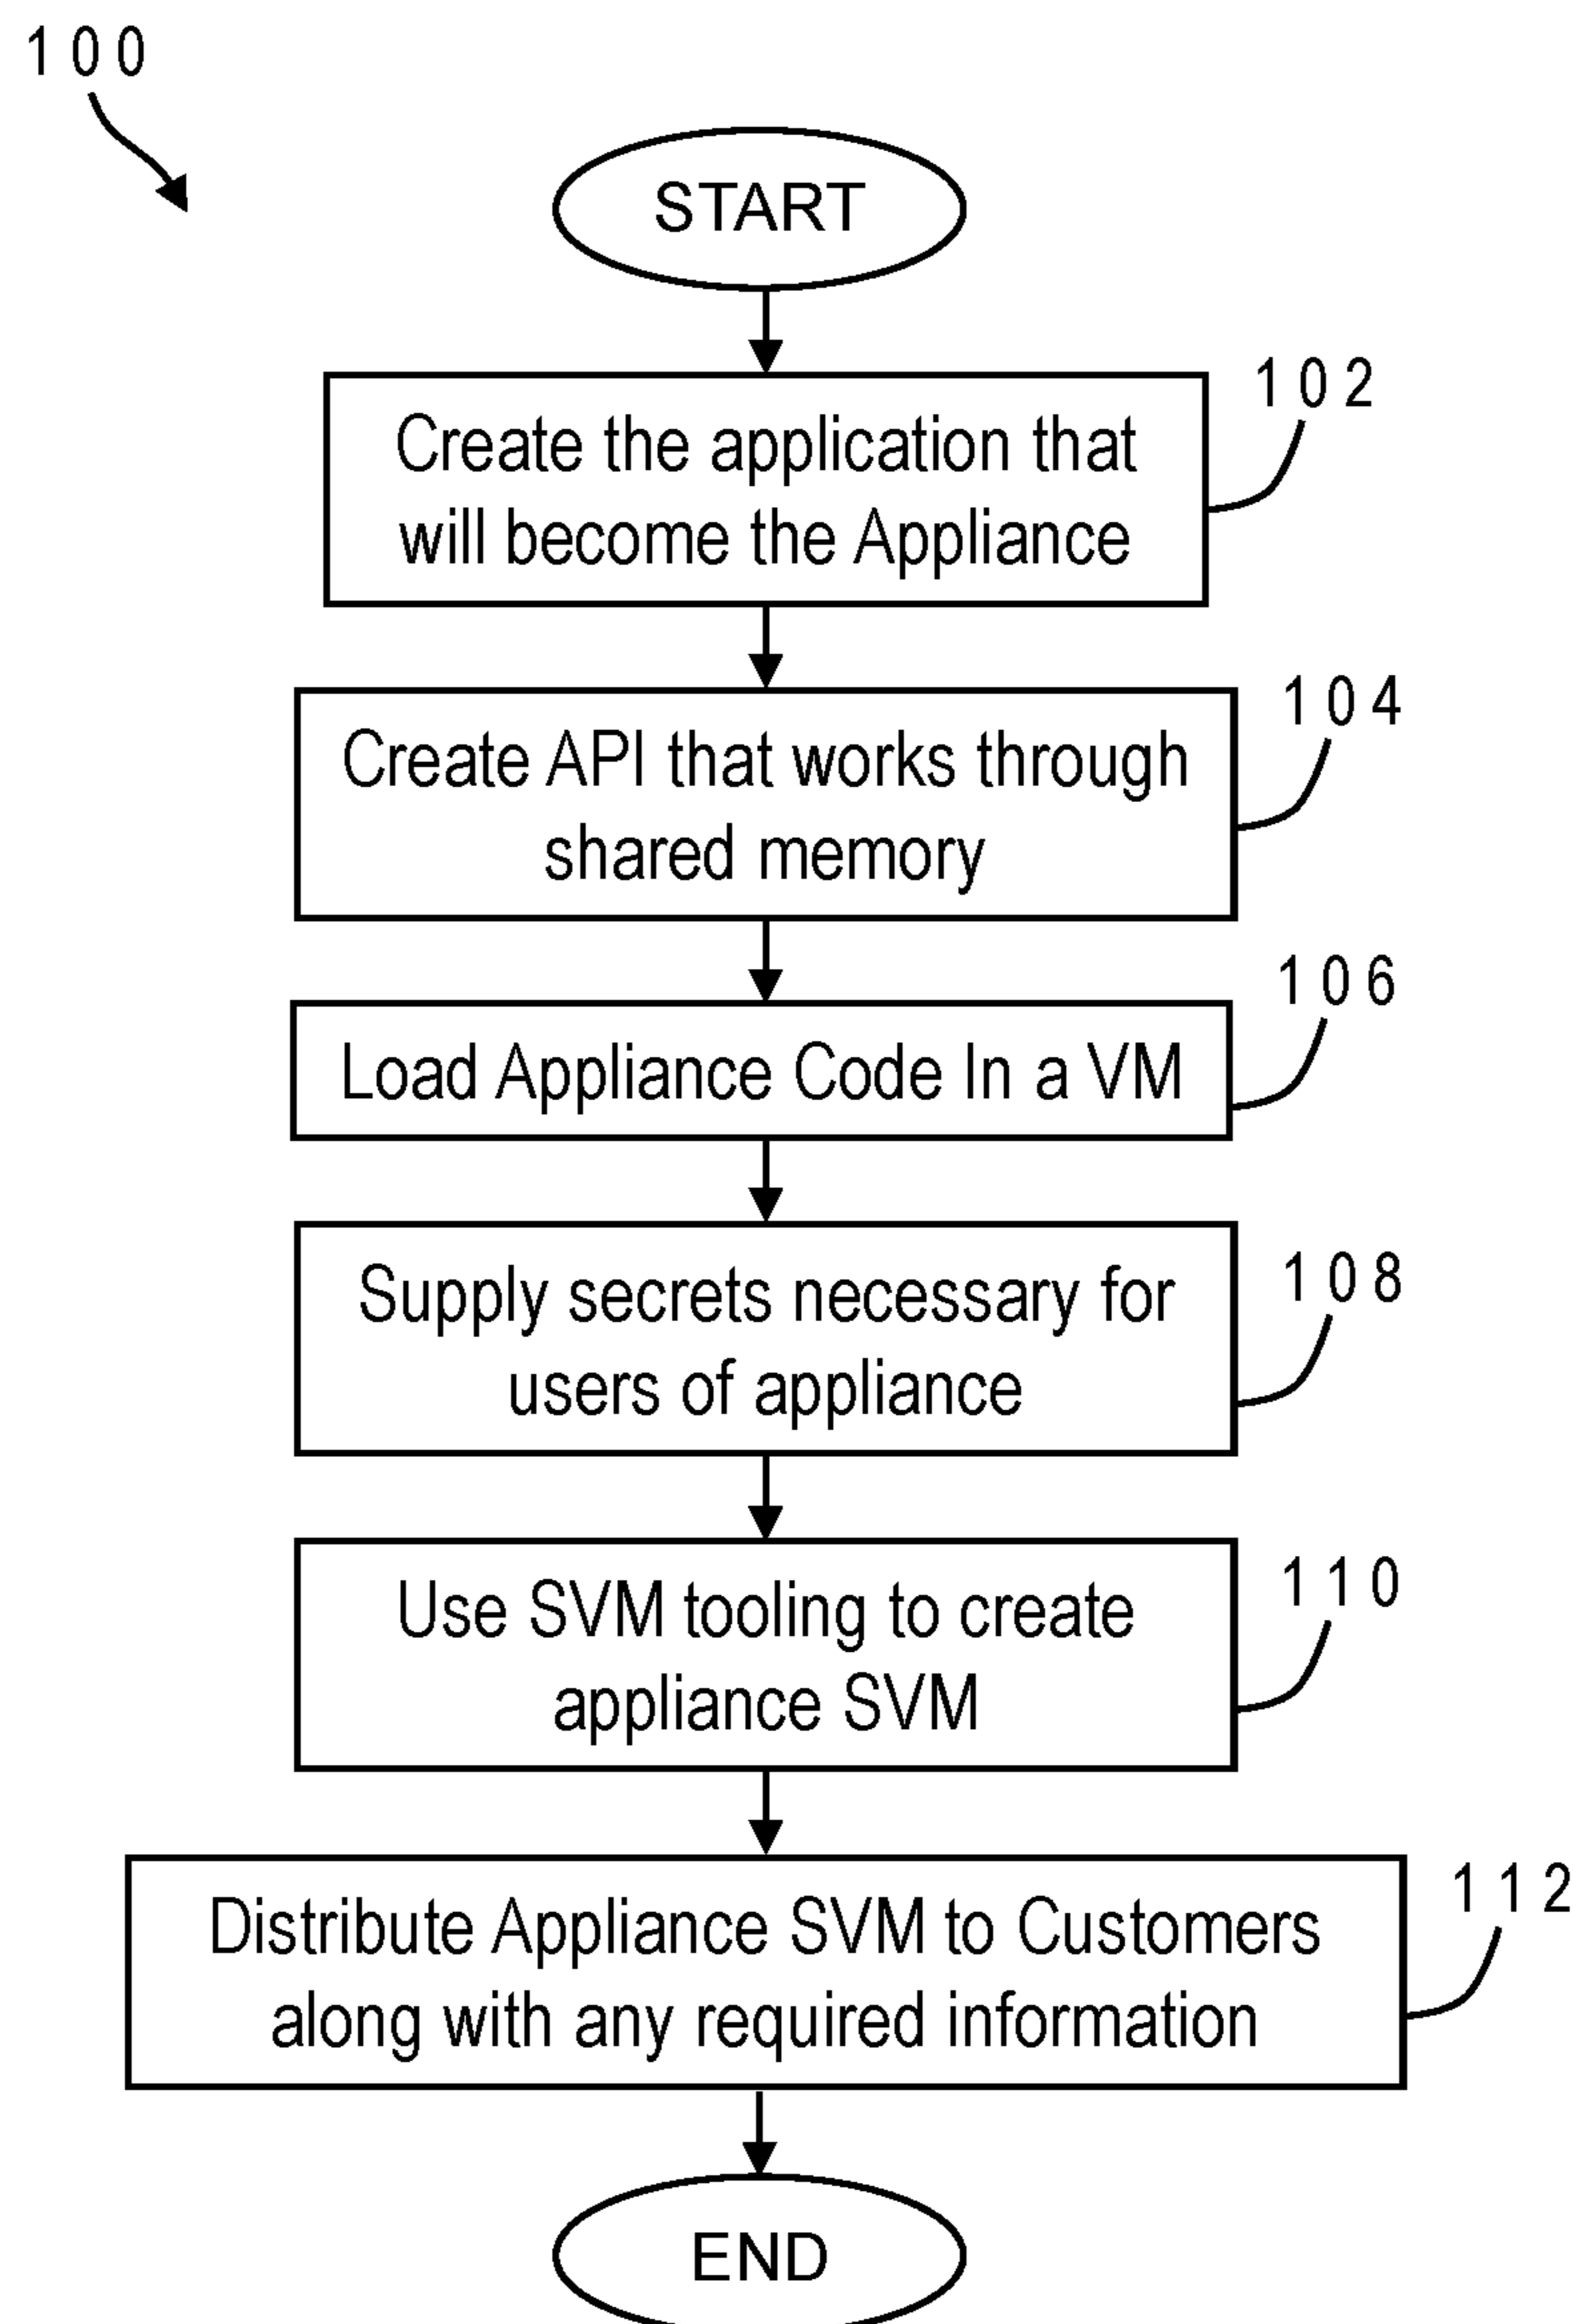 100
START
102
Create the application that
will become the Appliance
104
Create API that works through
shared memory
106
Load Appliance Code In a VM
108
Supply secrets necessary for
users of appliance
110
Use SVM tooling to create
appliance SVM
112
Distribute Appliance SVM to Customers
along with any required information
END